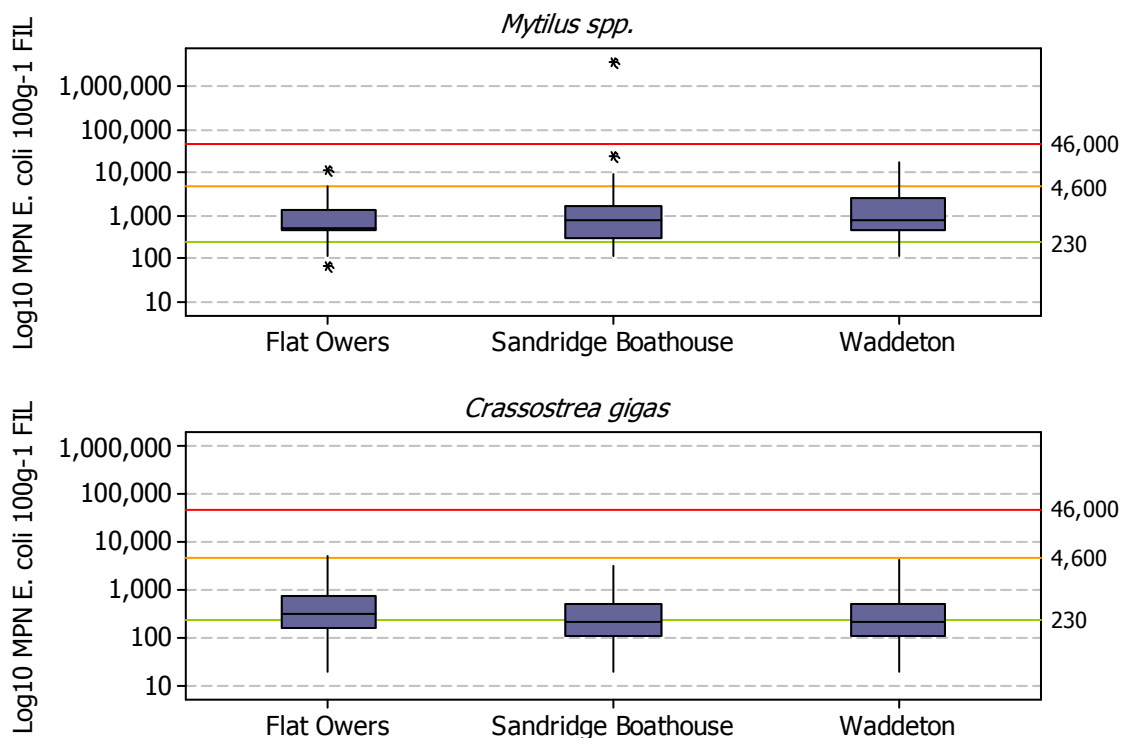 Mytilus spp.
Log10 MPN E. coli 100g-1 FIL
1,000,000
100,000
10,000
1,000
100
10
46,000
4,600
230
Flat Owers
Sandridge Boathouse
Waddeton
Crassostrea gigas
Log10 MPN E. coli 100g-1 FIL
1,000,000
100,000
10,000
1,000
100
10
46,000
4,600
230
Flat Owers
Sandridge Boathouse
Waddeton